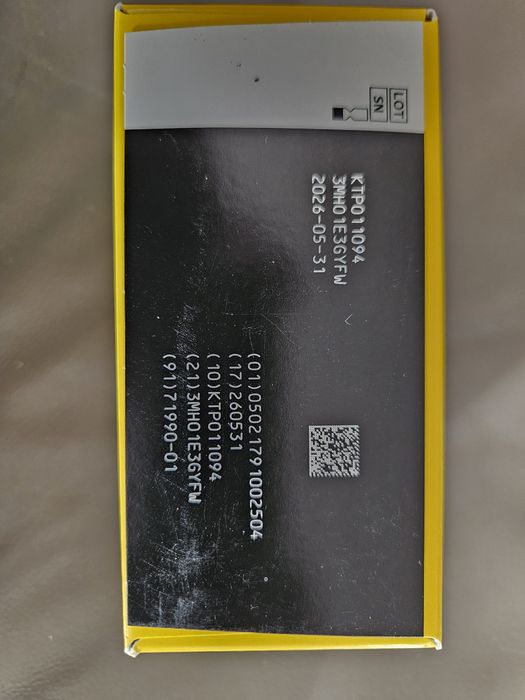 LOT
SN
KTP011094
3MH01E3GYFW
2026-05-31
(01)05021791002504
(17)260531
(10)KTP011094
(21)3MH01E3GYFW
(91)71990-01